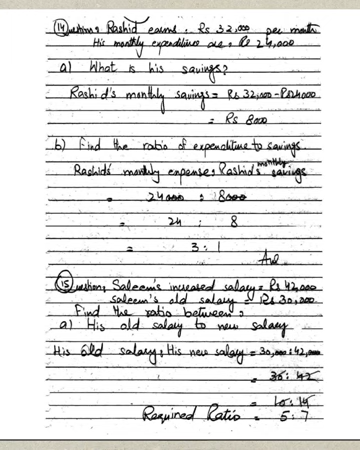 (14) Question: Rashid earns: Rs 32,000 per month
His monthly expenditure are: Rs 24,000
a) What is his savings?
Rashid's monthly savings = Rs 32,000 - Rs 24000
= Rs 8000
b) Find the ratio of expenditure to savings
Rashid's monthly expense : Rashid's monthly savings
= 24000 : 8000
= 24 : 8
= 3 : 1
Ans
(15) Question: Saleem's increased salary = Rs 42,000
saleem's old salary = Rs 30,000
Find the ratio between:
a) His old salary to new salary
His Old salary : His new salary = 30,000 : 42,000
= 30 : 42
= 10 : 14
Required Ratio = 5 : 7